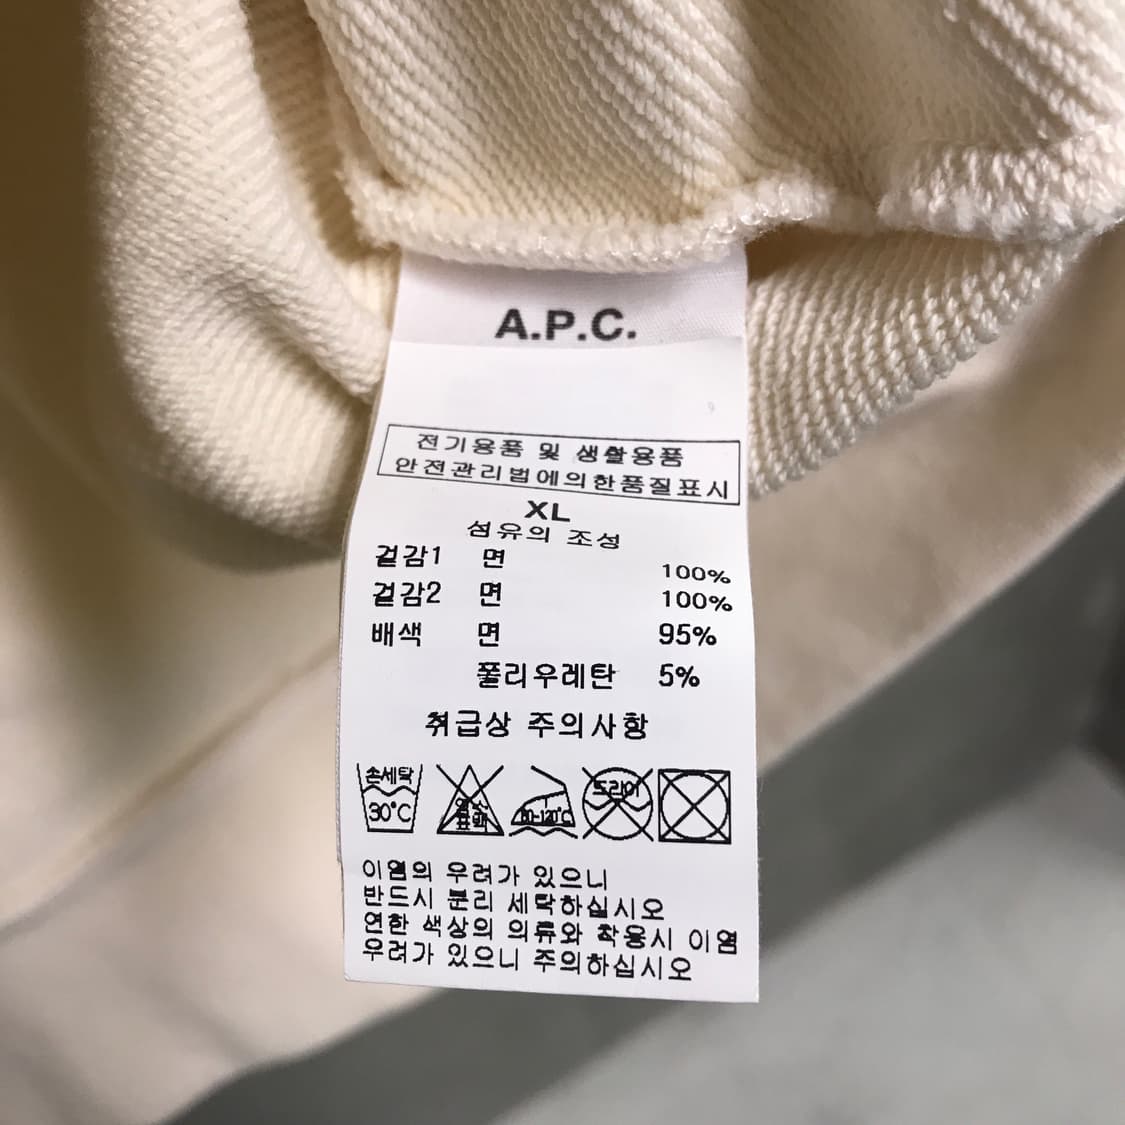 A.P.C.
전기용품 및 생활용품
안전관리법에의한품질표시
XL
섬유의 조성
겉감1 면 100%
겉감2 면 100%
배색 면 95%
폴리우레탄 5%
취급상 주의사항
손세탁 염소 드라이
30°C 표백 80-120°C
이염의 우려가 있으니
반드시 분리 세탁하십시오
연한 색상의 의류와 착용시 이염
우려가 있으니 주의하십시오